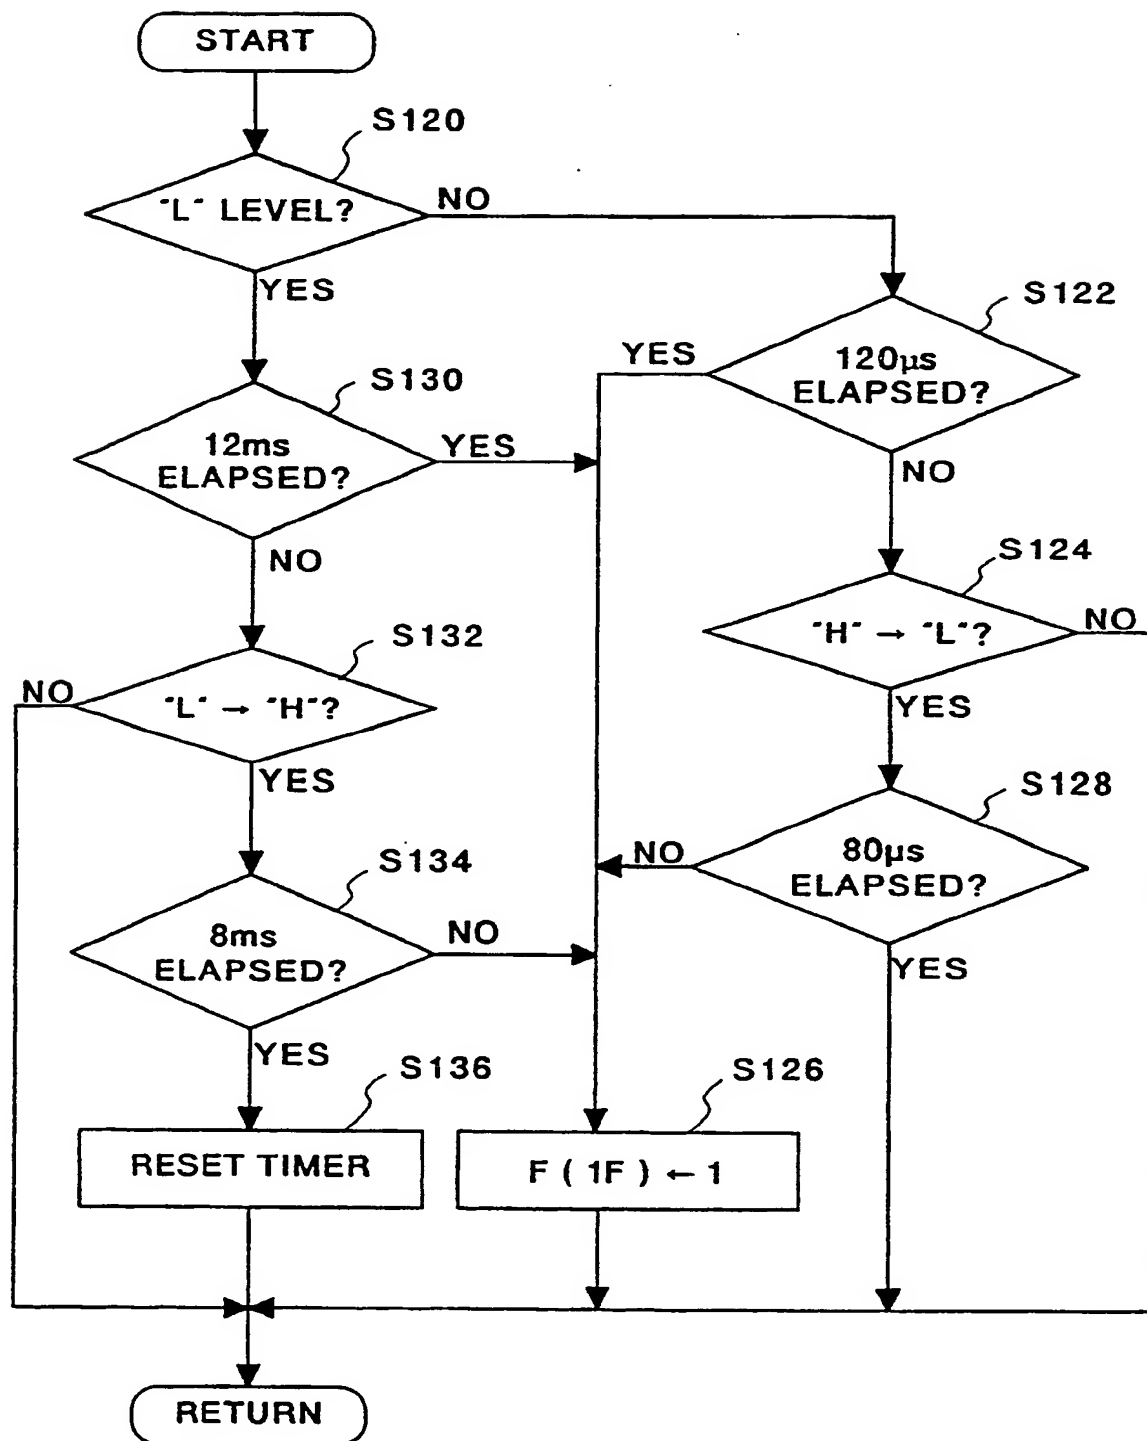 START
S120
"L" LEVEL?
NO
YES
S122
120µs
ELAPSED?
YES
NO
S130
12ms
ELAPSED?
YES
NO
S124
"H" → "L"?
NO
YES
S132
"L" → "H"?
NO
YES
S128
80µs
ELAPSED?
NO
YES
S134
8ms
ELAPSED?
NO
YES
S136
RESET TIMER
S126
F ( 1F ) ← 1
RETURN